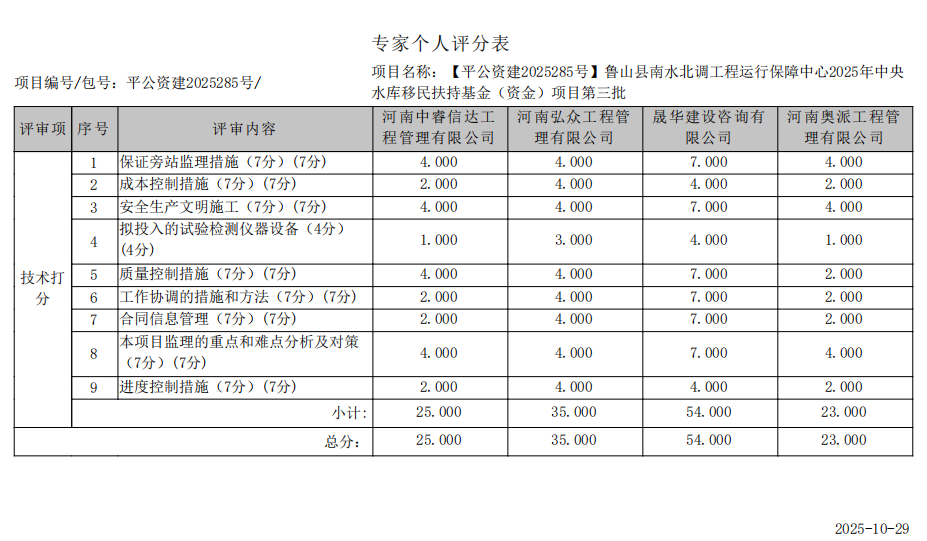 专家个人评分表
项目编号/包号：平公资建2025285号/
项目名称：【平公资建2025285号】鲁山县南水北调工程运行保障中心2025年中央
水库移民扶持基金（资金）项目第三批
评审项 序号 评审内容 河南中睿信达工 河南弘众工程管 晟华建设咨询有 河南奥派工程管
程管理有限公司 理有限公司 限公司 理有限公司
1 保证旁站监理措施（7分）(7分) 4.000 4.000 7.000 4.000
2 成本控制措施（7分）(7分) 2.000 4.000 4.000 2.000
3 安全生产文明施工（7分）(7分) 4.000 4.000 7.000 4.000
4 拟投入的试验检测仪器设备（4分） 1.000 3.000 4.000 1.000
(4分)
技术打
分
5 质量控制措施（7分）(7分) 4.000 4.000 7.000 2.000
6 工作协调的措施和方法（7分）(7分) 2.000 4.000 7.000 2.000
7 合同信息管理（7分）(7分) 2.000 4.000 7.000 2.000
8 本项目监理的重点和难点分析及对策 4.000 4.000 7.000 4.000
（7分）(7分)
9 进度控制措施（7分）(7分) 2.000 4.000 4.000 2.000
小计: 25.000 35.000 54.000 23.000
总分: 25.000 35.000 54.000 23.000
2025-10-29